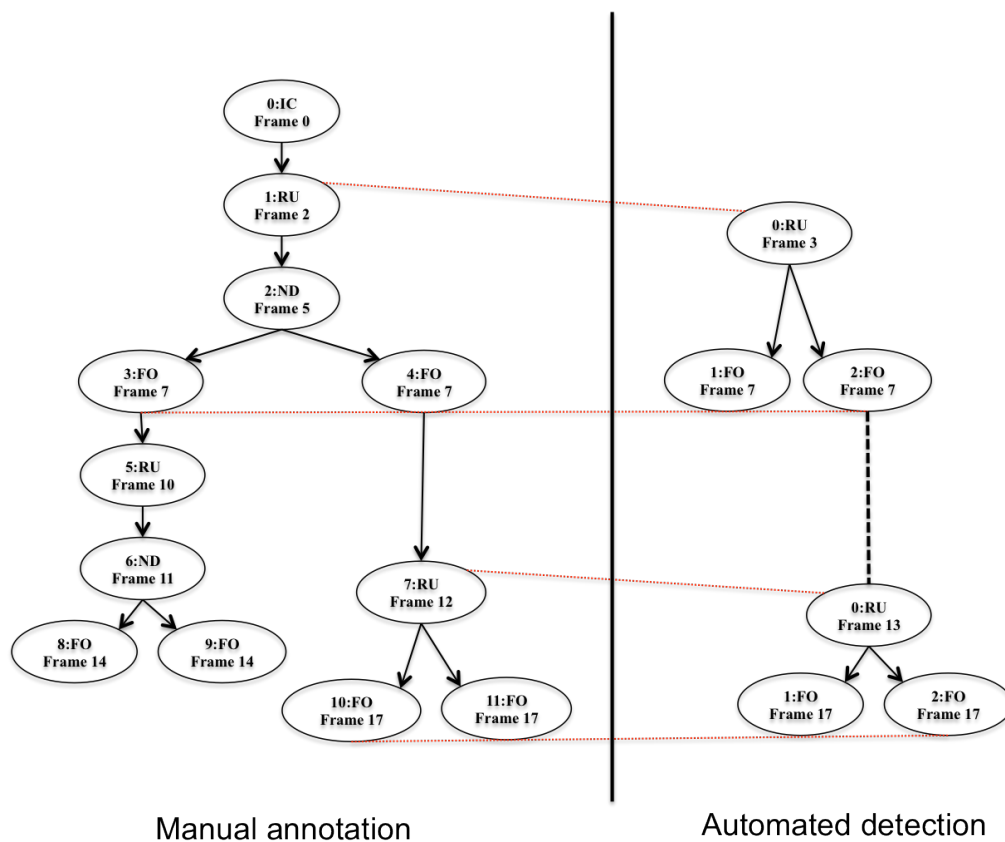 0:IC
Frame 0
1:RU
Frame 2
2:ND
Frame 5
3:FO
Frame 7
4:FO
Frame 7
5:RU
Frame 10
6:ND
Frame 11
7:RU
Frame 12
8:FO
Frame 14
9:FO
Frame 14
10:FO
Frame 17
11:FO
Frame 17
Manual annotation
0:RU
Frame 3
1:FO
Frame 7
2:FO
Frame 7
0:RU
Frame 13
1:FO
Frame 17
2:FO
Frame 17
Automated detection